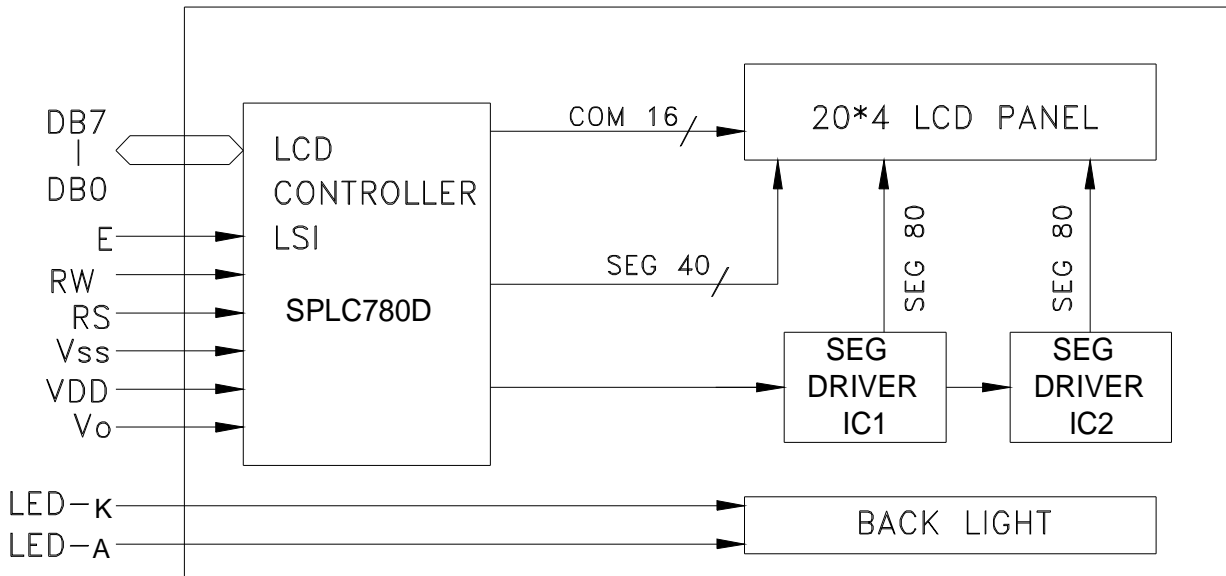 DB7
|
DB0
E
RW
RS
Vss
VDD
Vo
LED-K
LED-A
LCD
CONTROLLER
LSI
SPLC780D
COM 16
SEG 40
20*4 LCD PANEL
SEG 80
SEG 80
SEG
DRIVER
IC1
SEG
DRIVER
IC2
BACK LIGHT